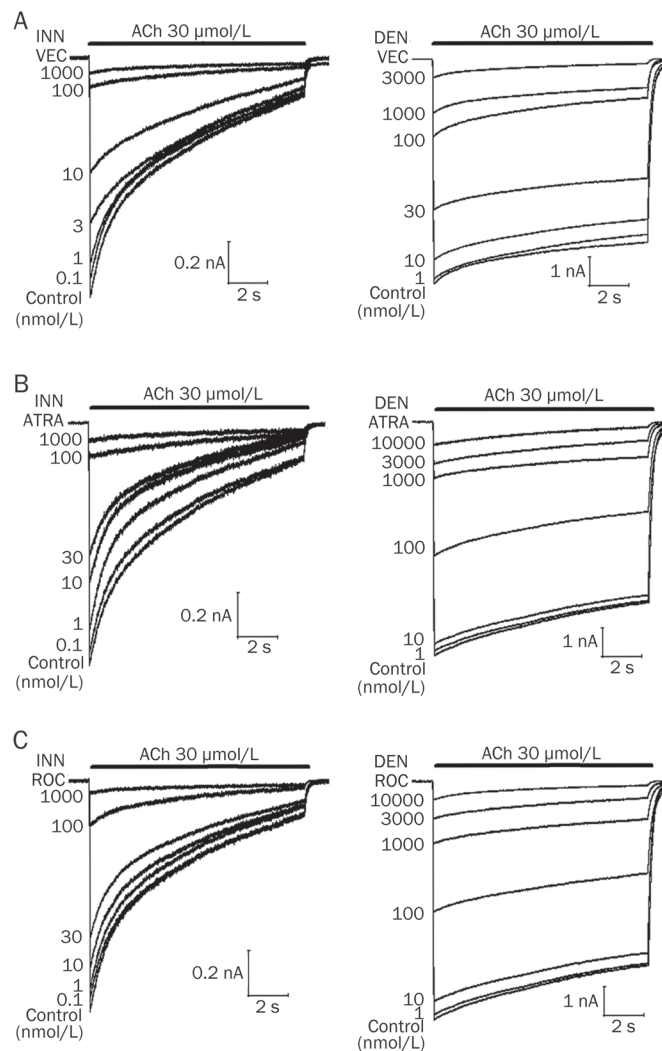 A
INN
ACh 30 µmol/L
VEC
1000
100
10
3
1
0.1
Control
(nmol/L)
0.2 nA
2 s
DEN
ACh 30 µmol/L
VEC
3000
1000
100
30
10
1
Control
(nmol/L)
1 nA
2 s
B
INN
ACh 30 µmol/L
ATRA
1000
100
30
10
1
0.1
Control
(nmol/L)
0.2 nA
2 s
DEN
ACh 30 µmol/L
ATRA
10000
3000
1000
100
10
1
Control
(nmol/L)
1 nA
2 s
C
INN
ACh 30 µmol/L
ROC
1000
100
30
10
1
0.1
Control
(nmol/L)
0.2 nA
2 s
DEN
ACh 30 µmol/L
ROC
10000
3000
1000
100
10
1
Control
(nmol/L)
1 nA
2 s